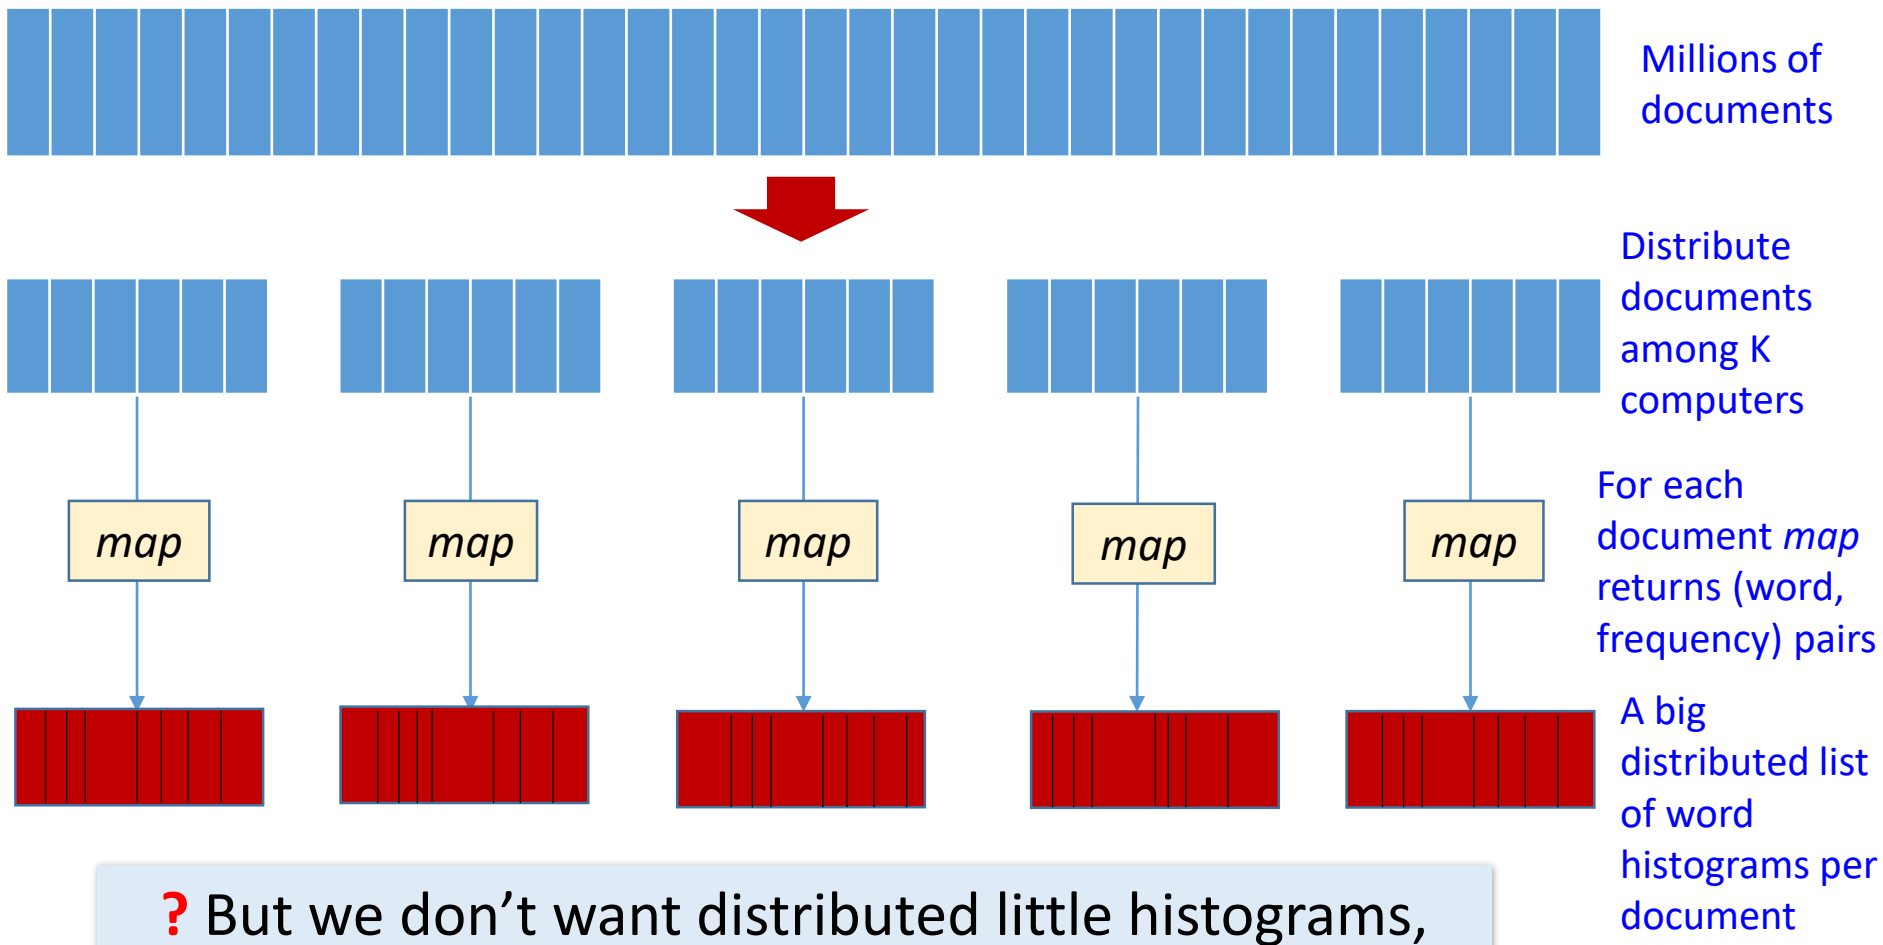 Millions of
documents
Distribute
documents
among K
computers
map
map
map
map
map
For each
document map
returns (word,
frequency) pairs
A big
distributed list
of word
histograms per
document
? But we don’t want distributed little histograms,